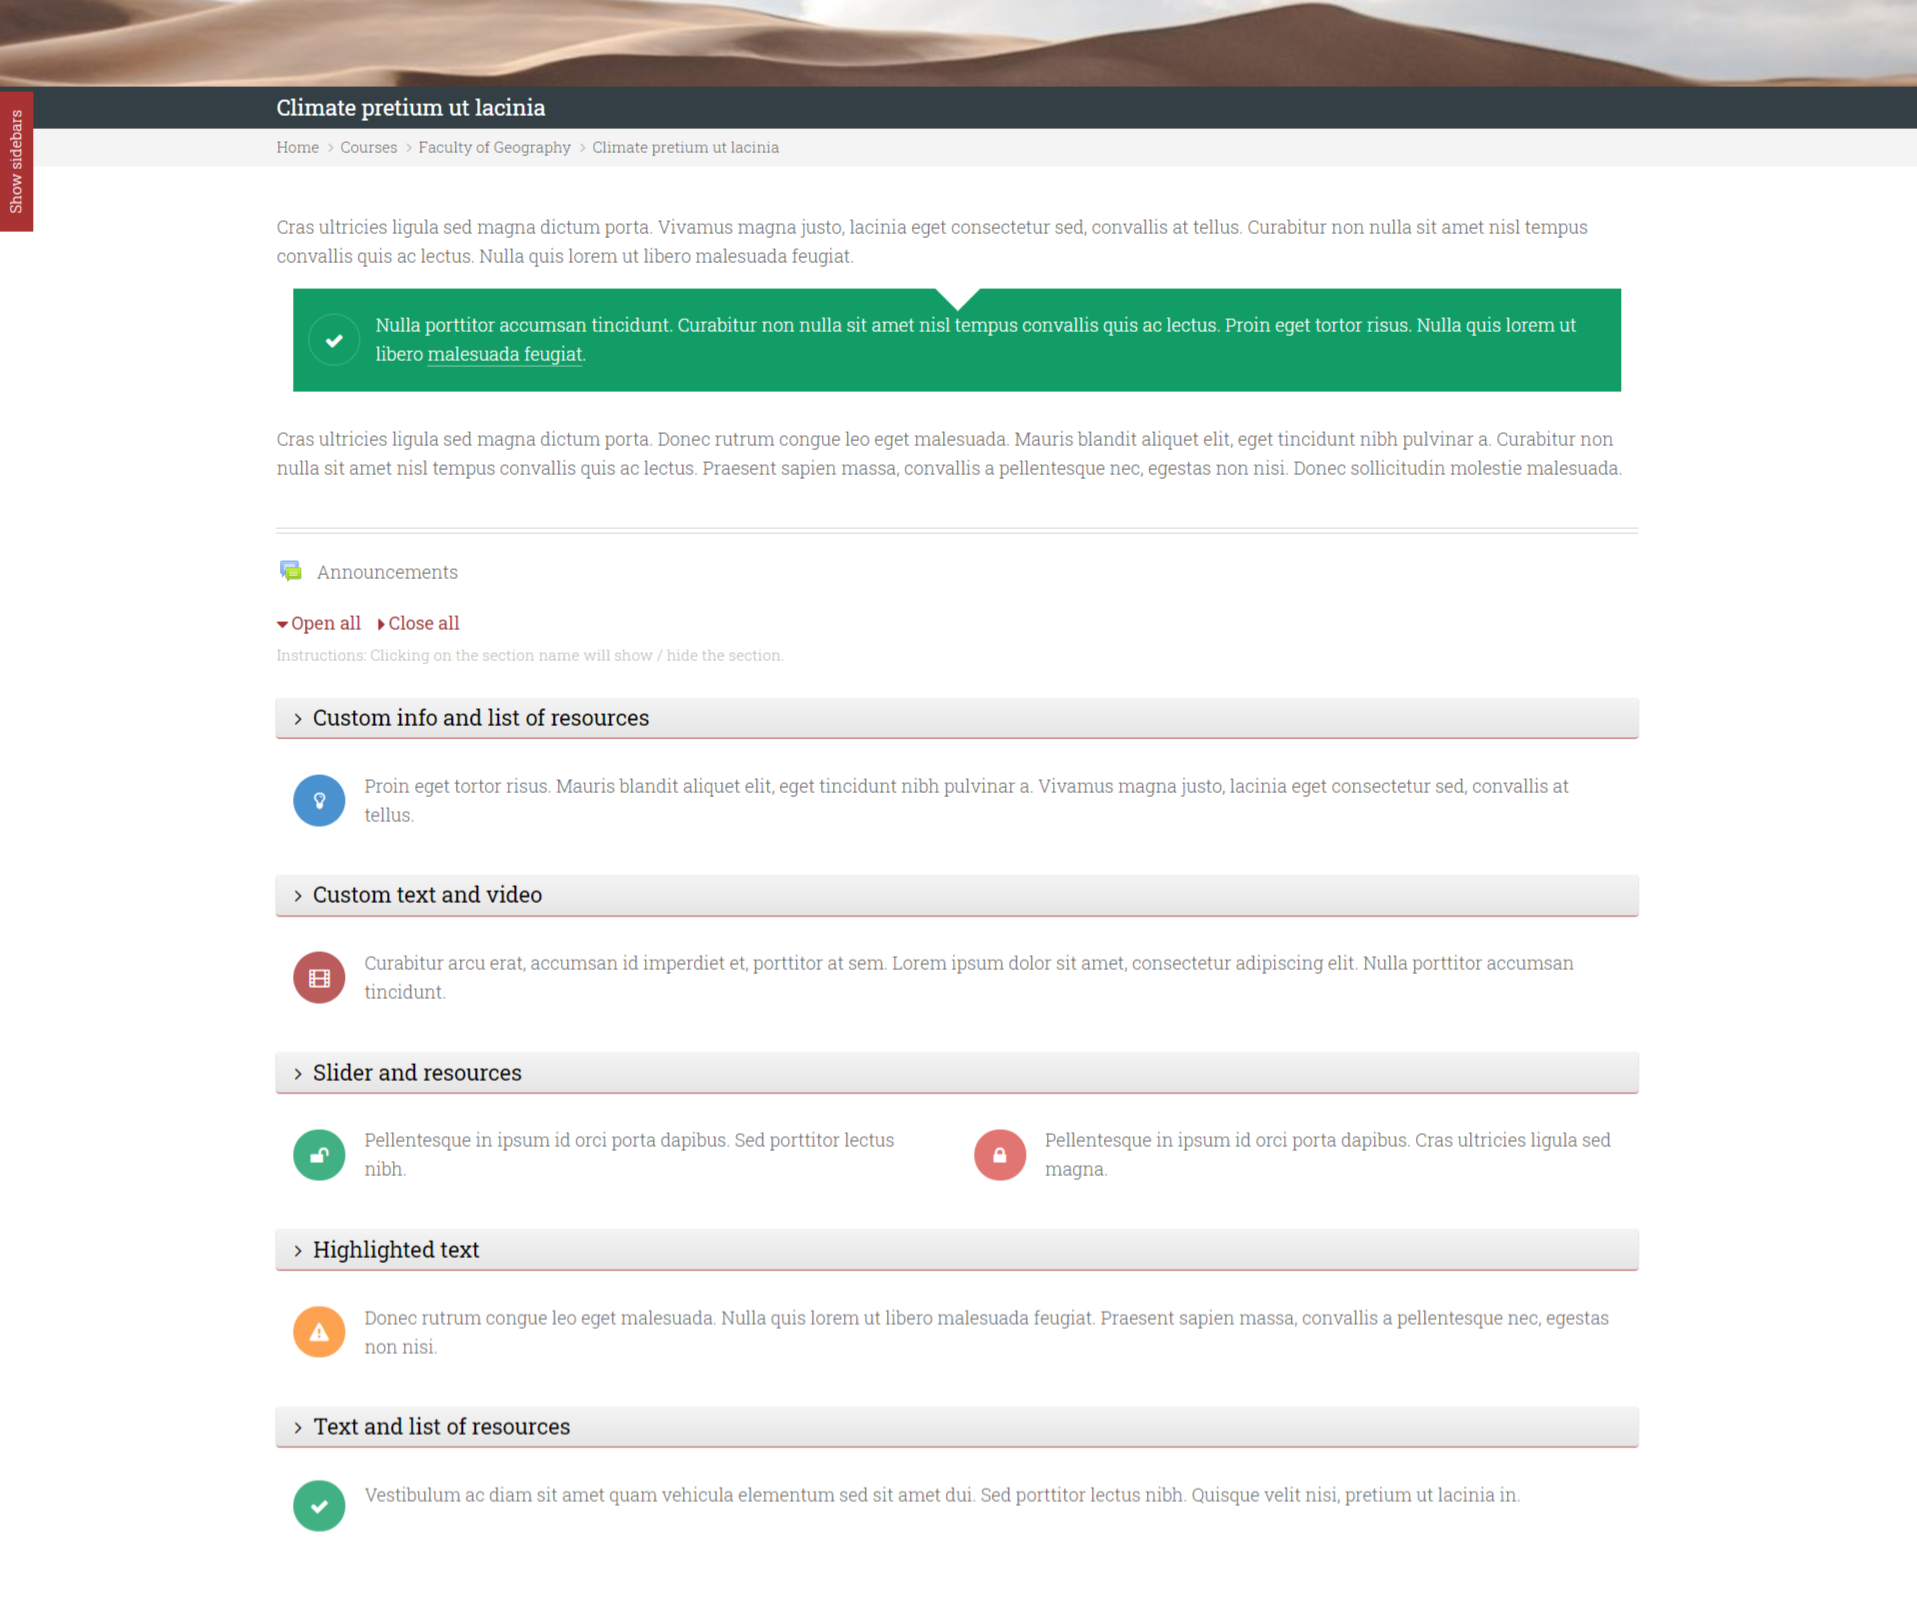 Climate pretium ut lacinia
Show sidebars
Home > Courses > Faculty of Geography > Climate pretium ut lacinia
Cras ultricies ligula sed magna dictum porta. Vivamus magna justo, lacinia eget consectetur sed, convallis at tellus. Curabitur non nulla sit amet nisl tempus
convallis quis ac lectus. Nulla quis lorem ut libero malesuada feugiat.
Nulla porttitor accumsan tincidunt. Curabitur non nulla sit amet nisl tempus convallis quis ac lectus. Proin eget tortor risus. Nulla quis lorem ut
libero malesuada feugiat.
Cras ultricies ligula sed magna dictum porta. Donec rutrum congue leo eget malesuada. Mauris blandit aliquet elit, eget tincidunt nibh pulvinar a. Curabitur non
nulla sit amet nisl tempus convallis quis ac lectus. Praesent sapien massa, convallis a pellentesque nec, egestas non nisi. Donec sollicitudin molestie malesuada.
Announcements
Open all Close all
Instructions: Clicking on the section name will show / hide the section.
Custom info and list of resources
Proin eget tortor risus. Mauris blandit aliquet elit, eget tincidunt nibh pulvinar a. Vivamus magna justo, lacinia eget consectetur sed, convallis at
tellus.
Custom text and video
Curabitur arcu erat, accumsan id imperdiet et, porttitor at sem. Lorem ipsum dolor sit amet, consectetur adipiscing elit. Nulla porttitor accumsan
tincidunt.
Slider and resources
Pellentesque in ipsum id orci porta dapibus. Sed porttitor lectus
nibh.
Pellentesque in ipsum id orci porta dapibus. Cras ultricies ligula sed
magna.
Highlighted text
Donec rutrum congue leo eget malesuada. Nulla quis lorem ut libero malesuada feugiat. Praesent sapien massa, convallis a pellentesque nec, egestas
non nisi.
Text and list of resources
Vestibulum ac diam sit amet quam vehicula elementum sed sit amet dui. Sed porttitor lectus nibh. Quisque velit nisi, pretium ut lacinia in.